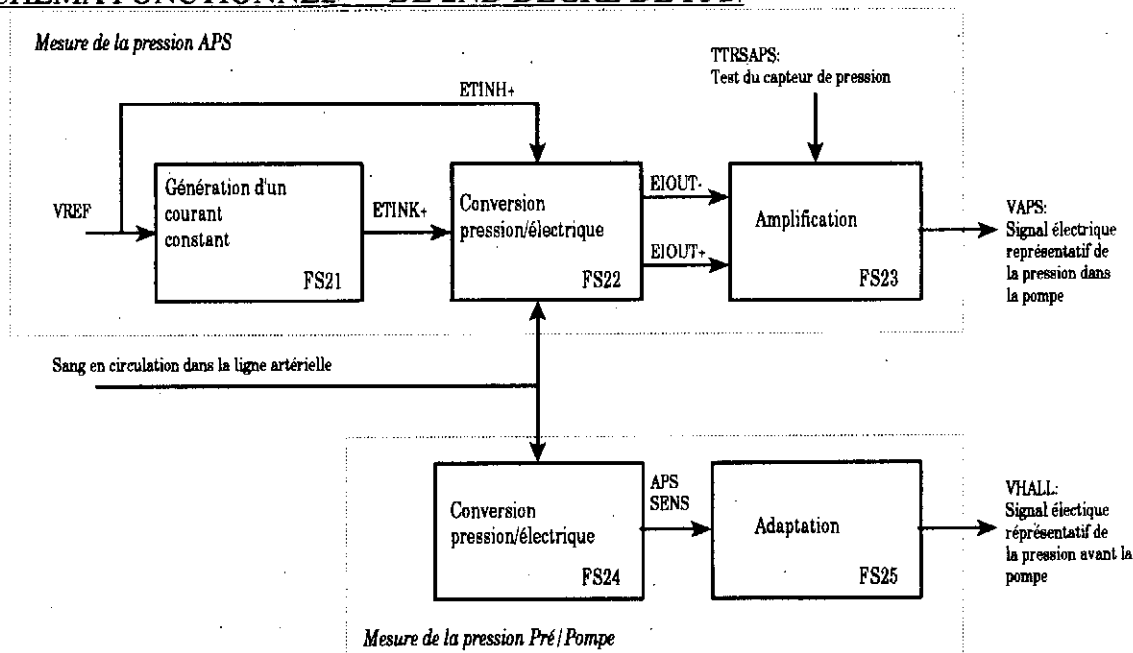 Mesure de la pression APS
TTRSAPS:
Test du capteur de pression
ETINH+
Génération d'un
courant
constant
FS21
VREF
ETINK+
Conversion
pression/électrique
FS22
EIOUT-
EIOUT+
Amplification
FS23
VAPS:
Signal électrique
représentatif de
la pression dans
la pompe
Sang en circulation dans la ligne artérielle
Conversion
pression/électrique
FS24
APS
SENS
Adaptation
FS25
VHALL:
Signal électique
réprésentatif de
la pression avant la
pompe
Mesure de la pression Pré/Pompe